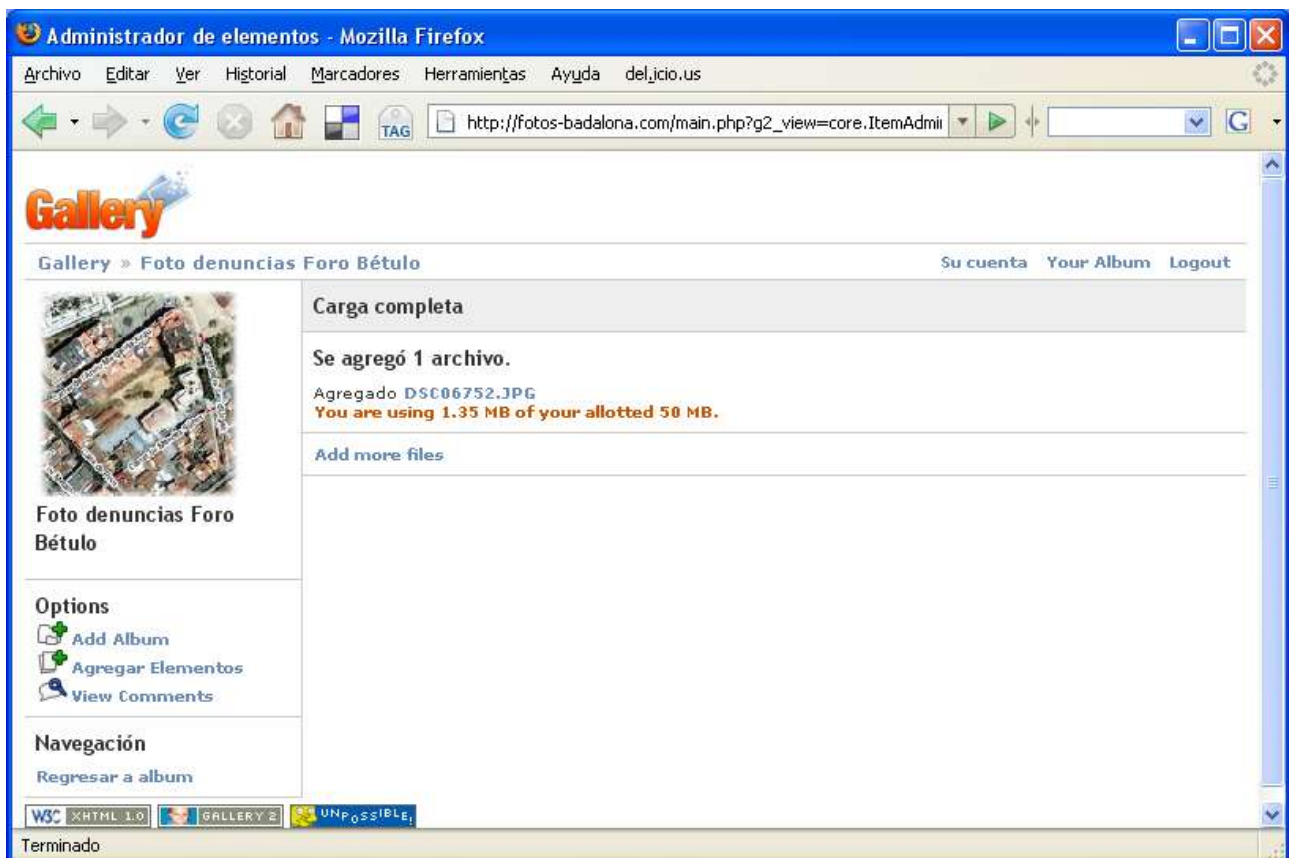 Administrador de elementos - Mozilla Firefox
Archivo Editar Ver Historial Marcadores Herramientas Ayuda del.icio.us
TAG http://fotos-badalona.com/main.php?g2_view=core.ItemAdmin G
Gallery
Gallery » Foto denuncias Foro Bétulo Su cuenta Your Album Logout
Carga completa
Se agregó 1 archivo.
Agregado DSC06752.JPG
You are using 1.35 MB of your allotted 50 MB.
Add more files
Foto denuncias Foro
Bétulo
Options
Add Album
Agregar Elementos
View Comments
Navegación
Regresar a album
W3C XHTML 1.0 GALLERY 2 UNPOSSIBLE!
Terminado